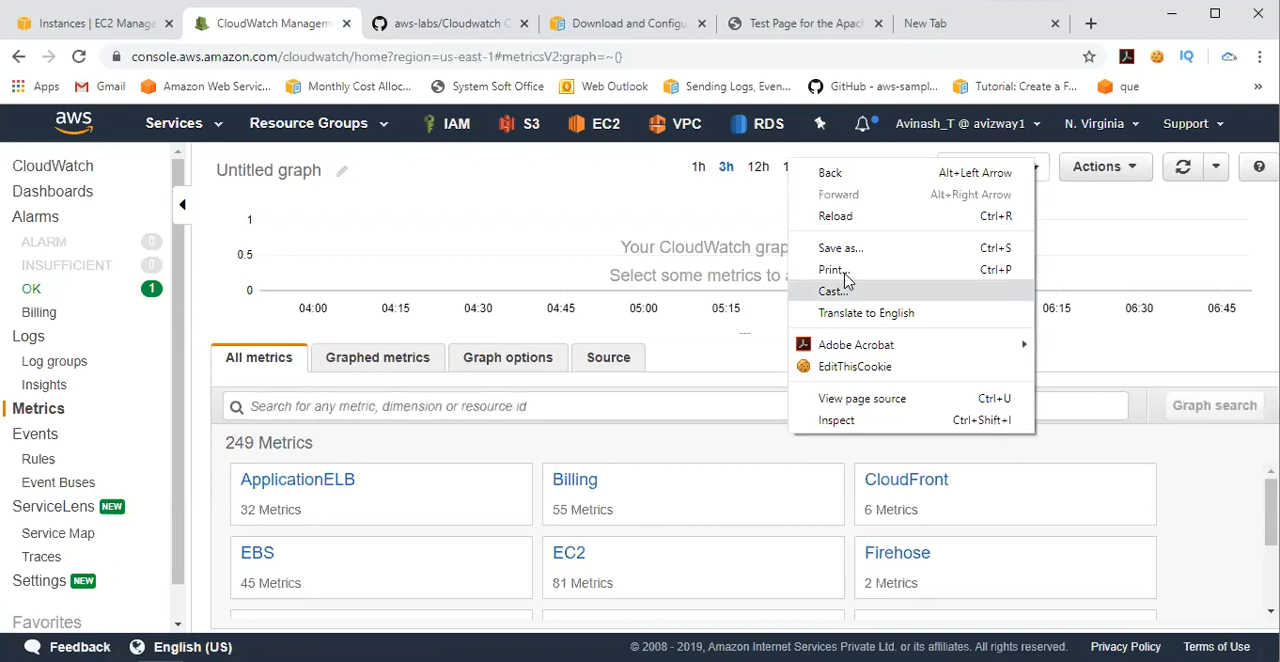 Instances | EC2 Manage
CloudWatch Managemen
aws-labs/Cloudwatch C
Download and Configu
Test Page for the Apac
New Tab
console.aws.amazon.com/cloudwatch/home?region=us-east-1#metricsV2:graph=~()
Apps
Gmail
Amazon Web Servic...
Monthly Cost Alloc...
System Soft Office
Web Outlook
Sending Logs, Even...
GitHub - aws-sampl...
Tutorial: Create a F...
que
»
aws
Services
Resource Groups
IAM
S3
EC2
VPC
RDS
Avinash_T @ avizway1
N. Virginia
Support
CloudWatch
Dashboards
Alarms
ALARM 0
INSUFFICIENT 0
OK 1
Billing
Logs
Log groups
Insights
Metrics
Events
Rules
Event Buses
ServiceLens NEW
Service Map
Traces
Settings NEW
Favorites
Untitled graph
1h 3h 12h 1
Actions
1
0.5
0
Your CloudWatch grap
Select some metrics to a
04:00 04:15 04:30 04:45 05:00 05:15 06:15 06:30 06:45
Back Alt+Left Arrow
Forward Alt+Right Arrow
Reload Ctrl+R
Save as... Ctrl+S
Print... Ctrl+P
Cast...
Translate to English
Adobe Acrobat
EditThisCookie
View page source Ctrl+U
Inspect Ctrl+Shift+I
All metrics
Graphed metrics
Graph options
Source
Search for any metric, dimension or resource id
Graph search
249 Metrics
ApplicationELB
32 Metrics
Billing
55 Metrics
CloudFront
6 Metrics
EBS
45 Metrics
EC2
81 Metrics
Firehose
2 Metrics
Feedback
English (US)
© 2008 - 2019, Amazon Internet Services Private Ltd. or its affiliates. All rights reserved.
Privacy Policy
Terms of Use